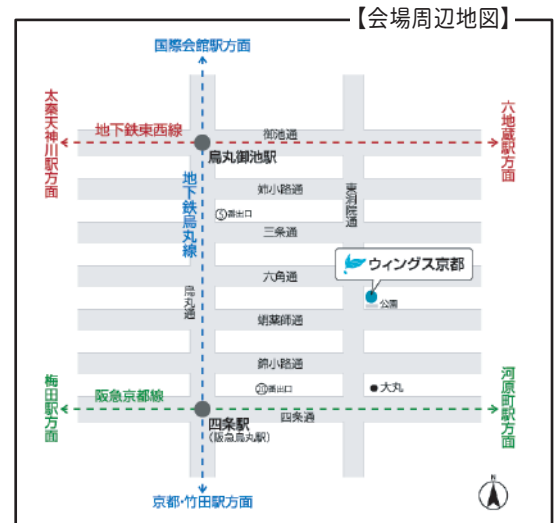 【会場周辺地図】
国際会館駅方面
太秦天神川駅方面
地下鉄東西線
御池通
六地蔵駅方面
烏丸御池駅
地下鉄烏丸線
姉小路通
東洞院通
⑤番出口
三条通
ウィングス京都
六角通
烏丸通
公園
蛸薬師通
錦小路通
梅田駅方面
阪急京都線
⑳番出口
大丸
河原町駅方面
四条通
四条駅
(阪急烏丸駅)
京都・竹田駅方面
N